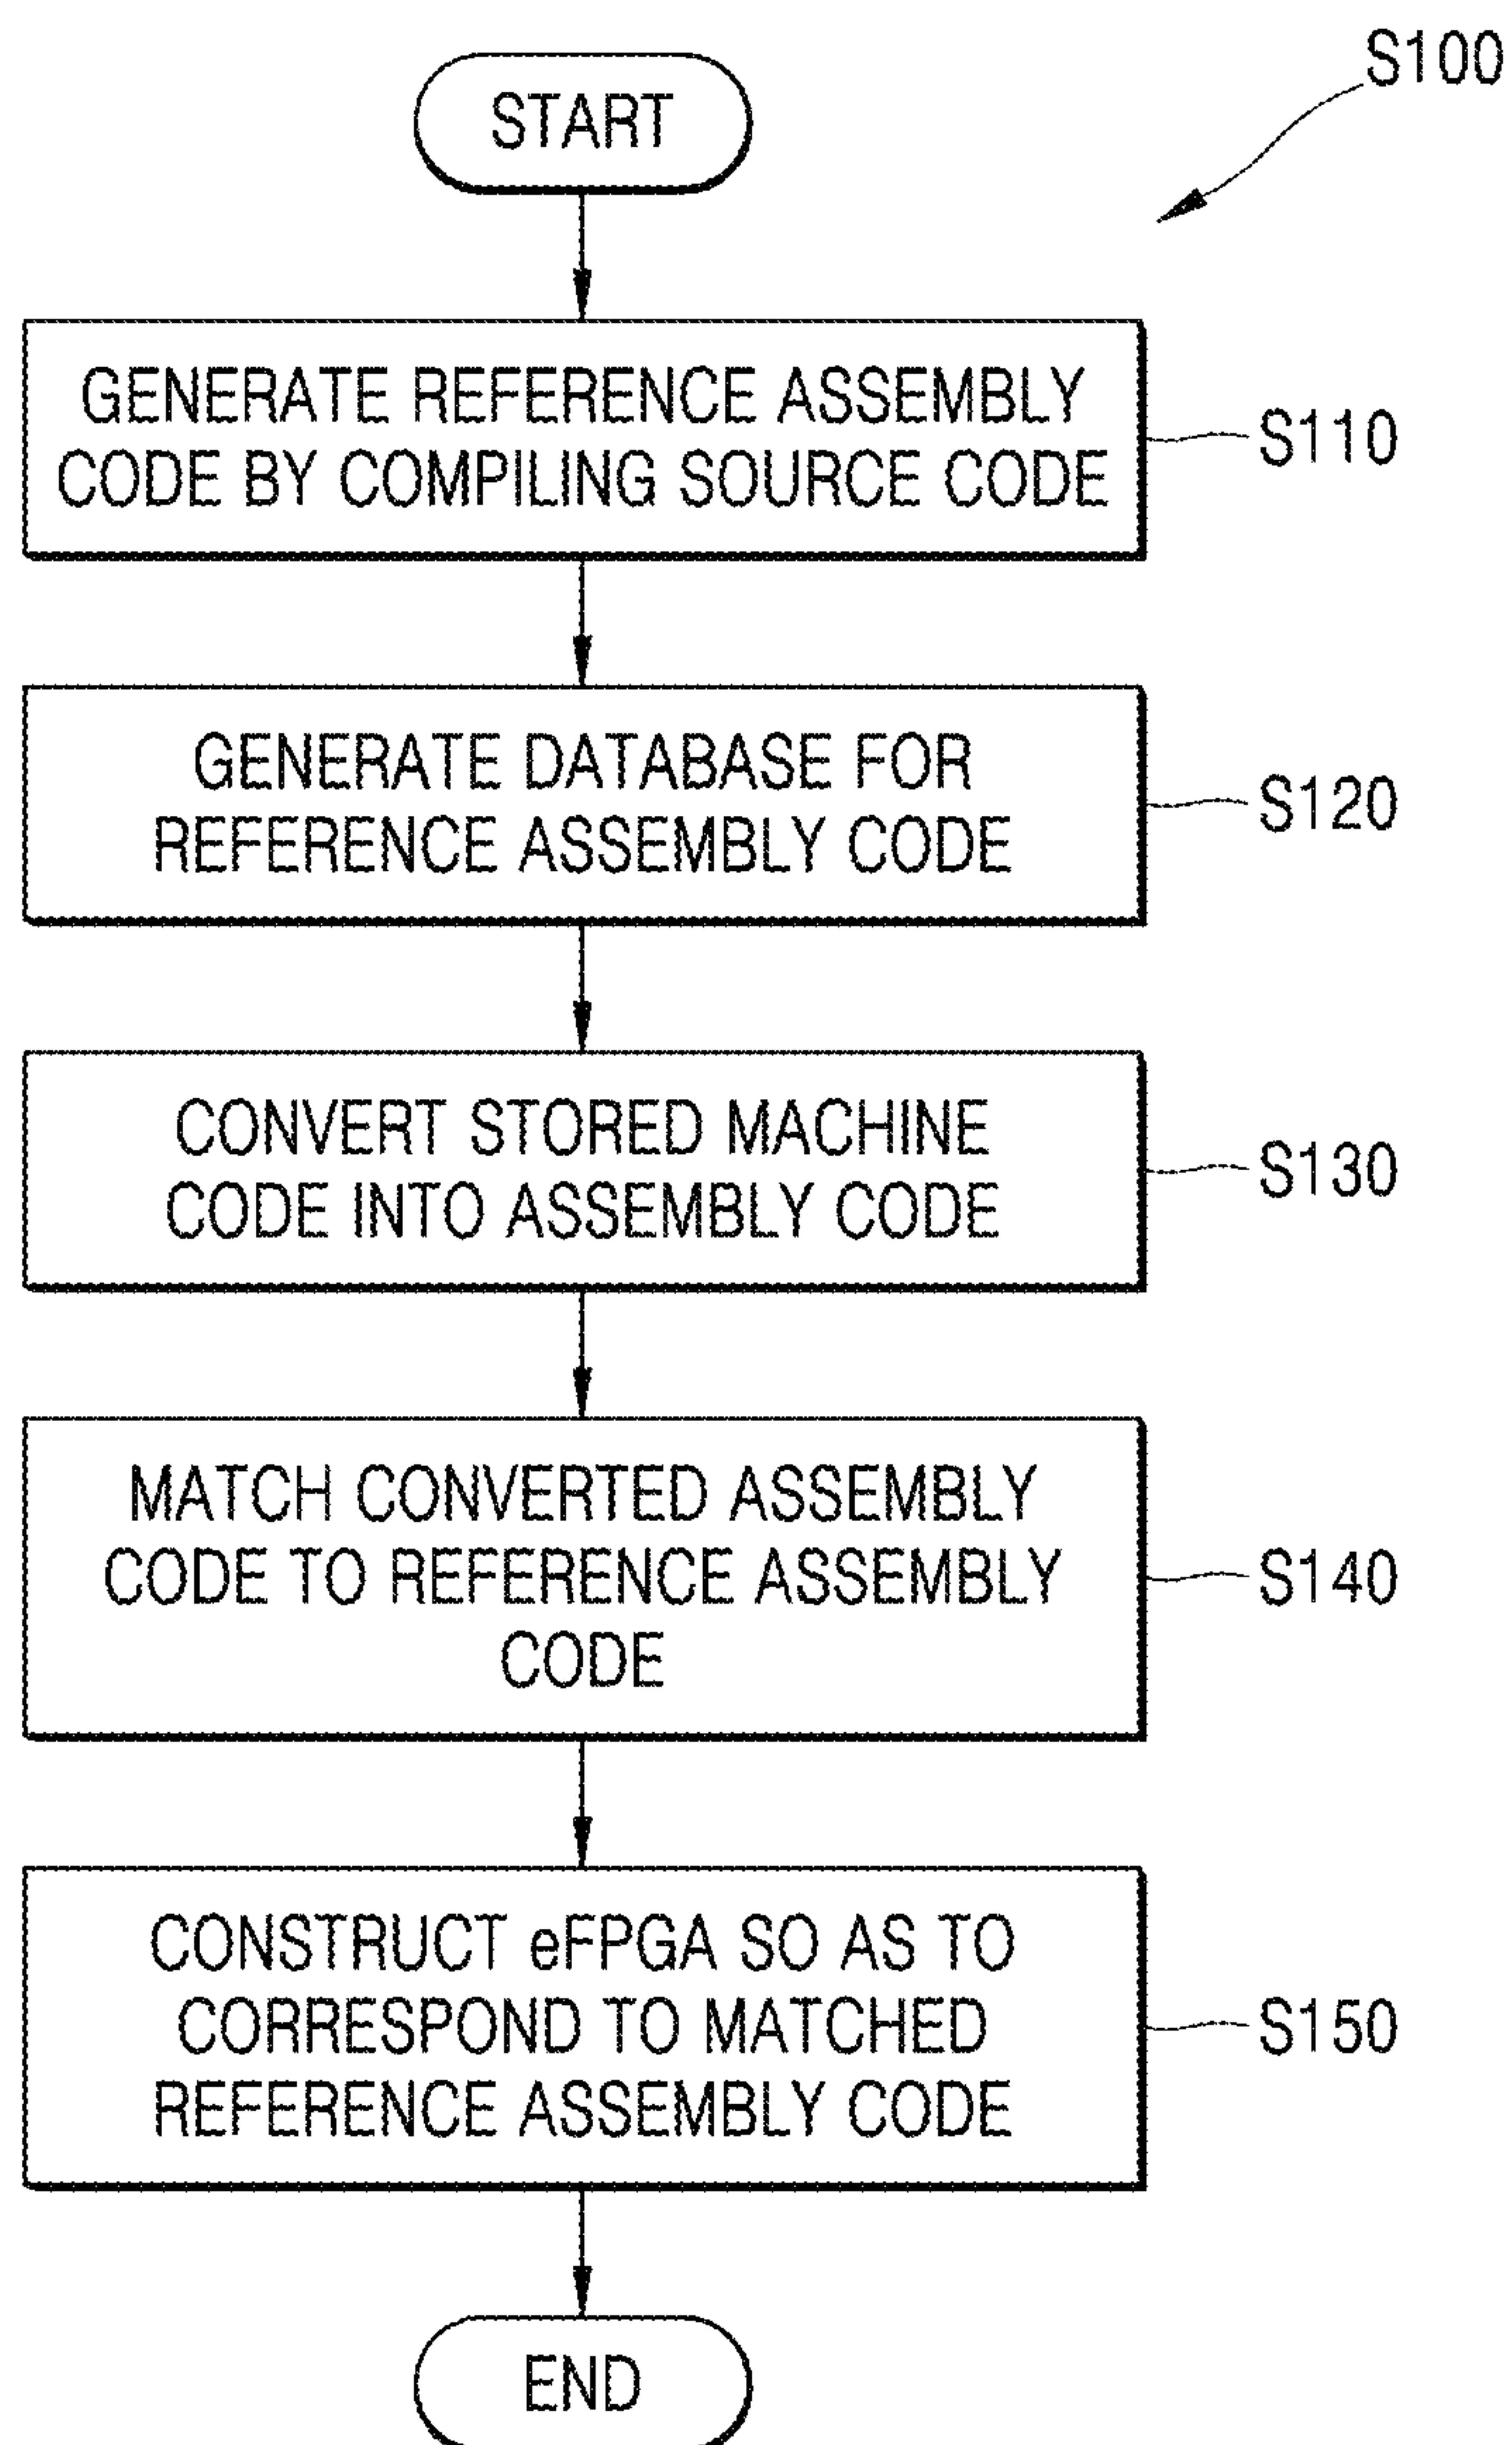 S100
START
GENERATE REFERENCE ASSEMBLY
CODE BY COMPILING SOURCE CODE
S110
GENERATE DATABASE FOR
REFERENCE ASSEMBLY CODE
S120
CONVERT STORED MACHINE
CODE INTO ASSEMBLY CODE
S130
MATCH CONVERTED ASSEMBLY
CODE TO REFERENCE ASSEMBLY
CODE
S140
CONSTRUCT eFPGA SO AS TO
CORRESPOND TO MATCHED
REFERENCE ASSEMBLY CODE
S150
END